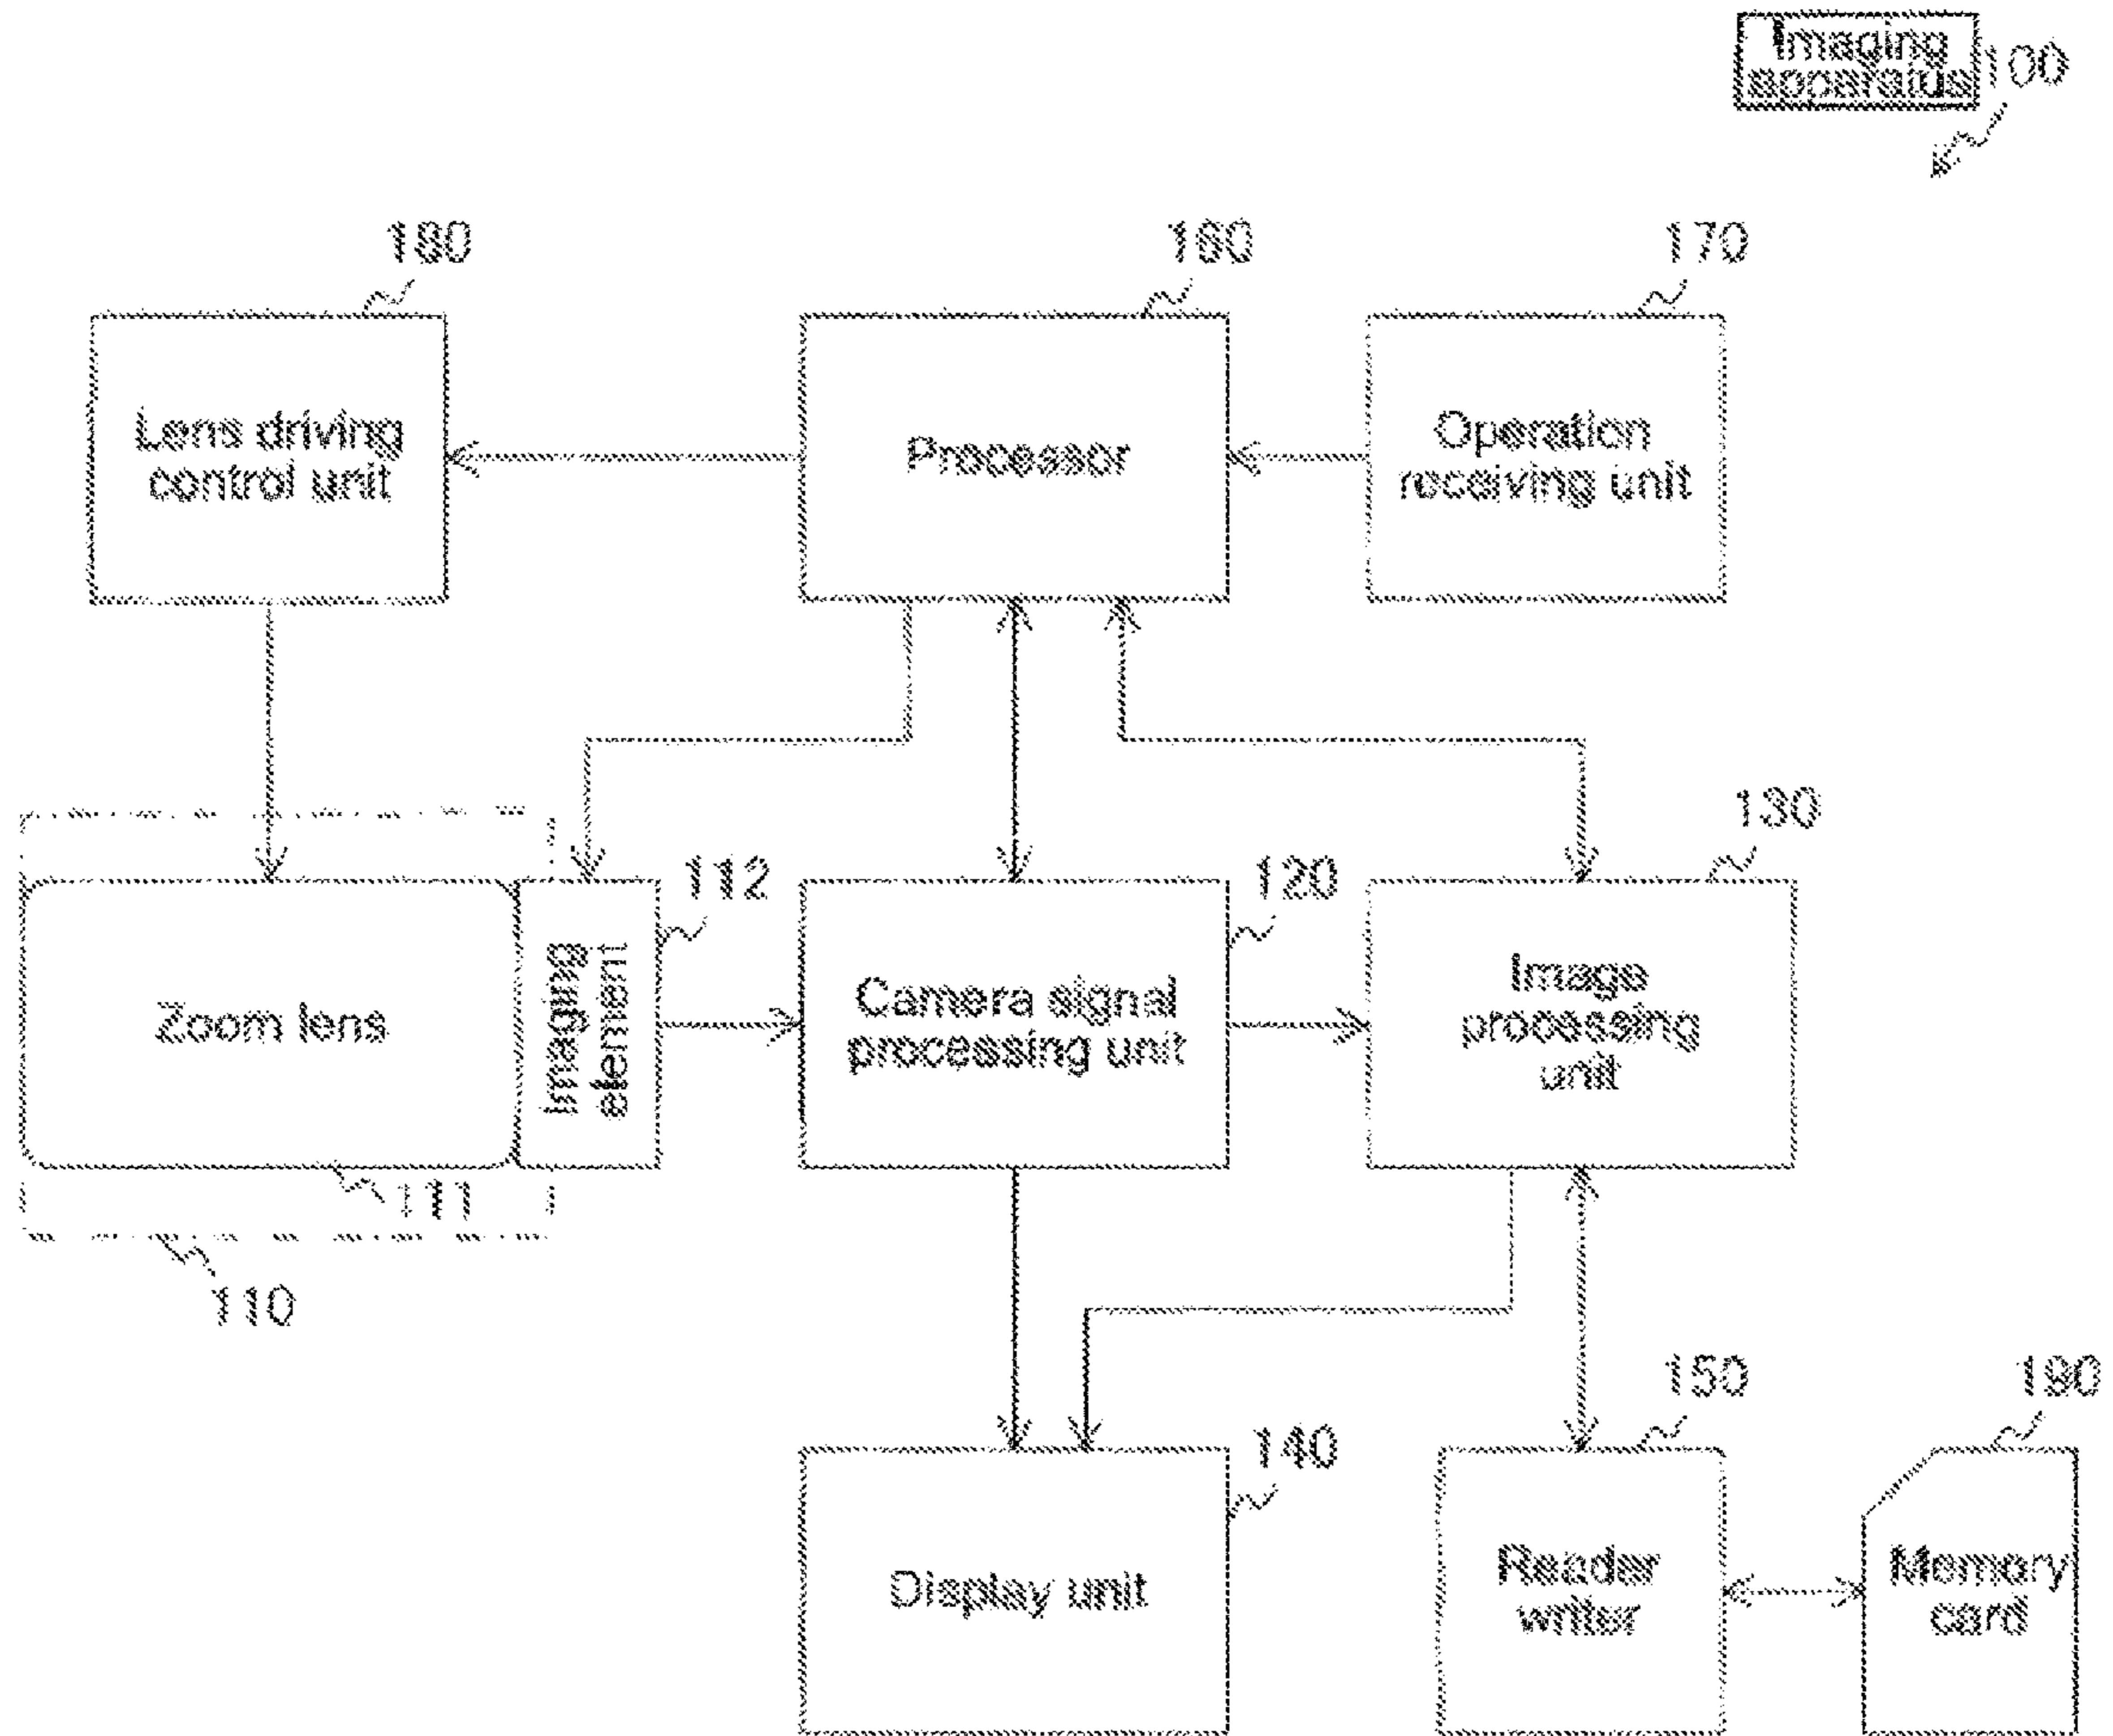 Imaging
apparatus
100
180
160
170
Lens driving
control unit
Processor
Operation
receiving unit
130
112
120
Zoom lens
Imaging
element
Camera signal
processing unit
Image
processing
unit
111
110
150
190
140
Display unit
Reader
writer
Memory
card